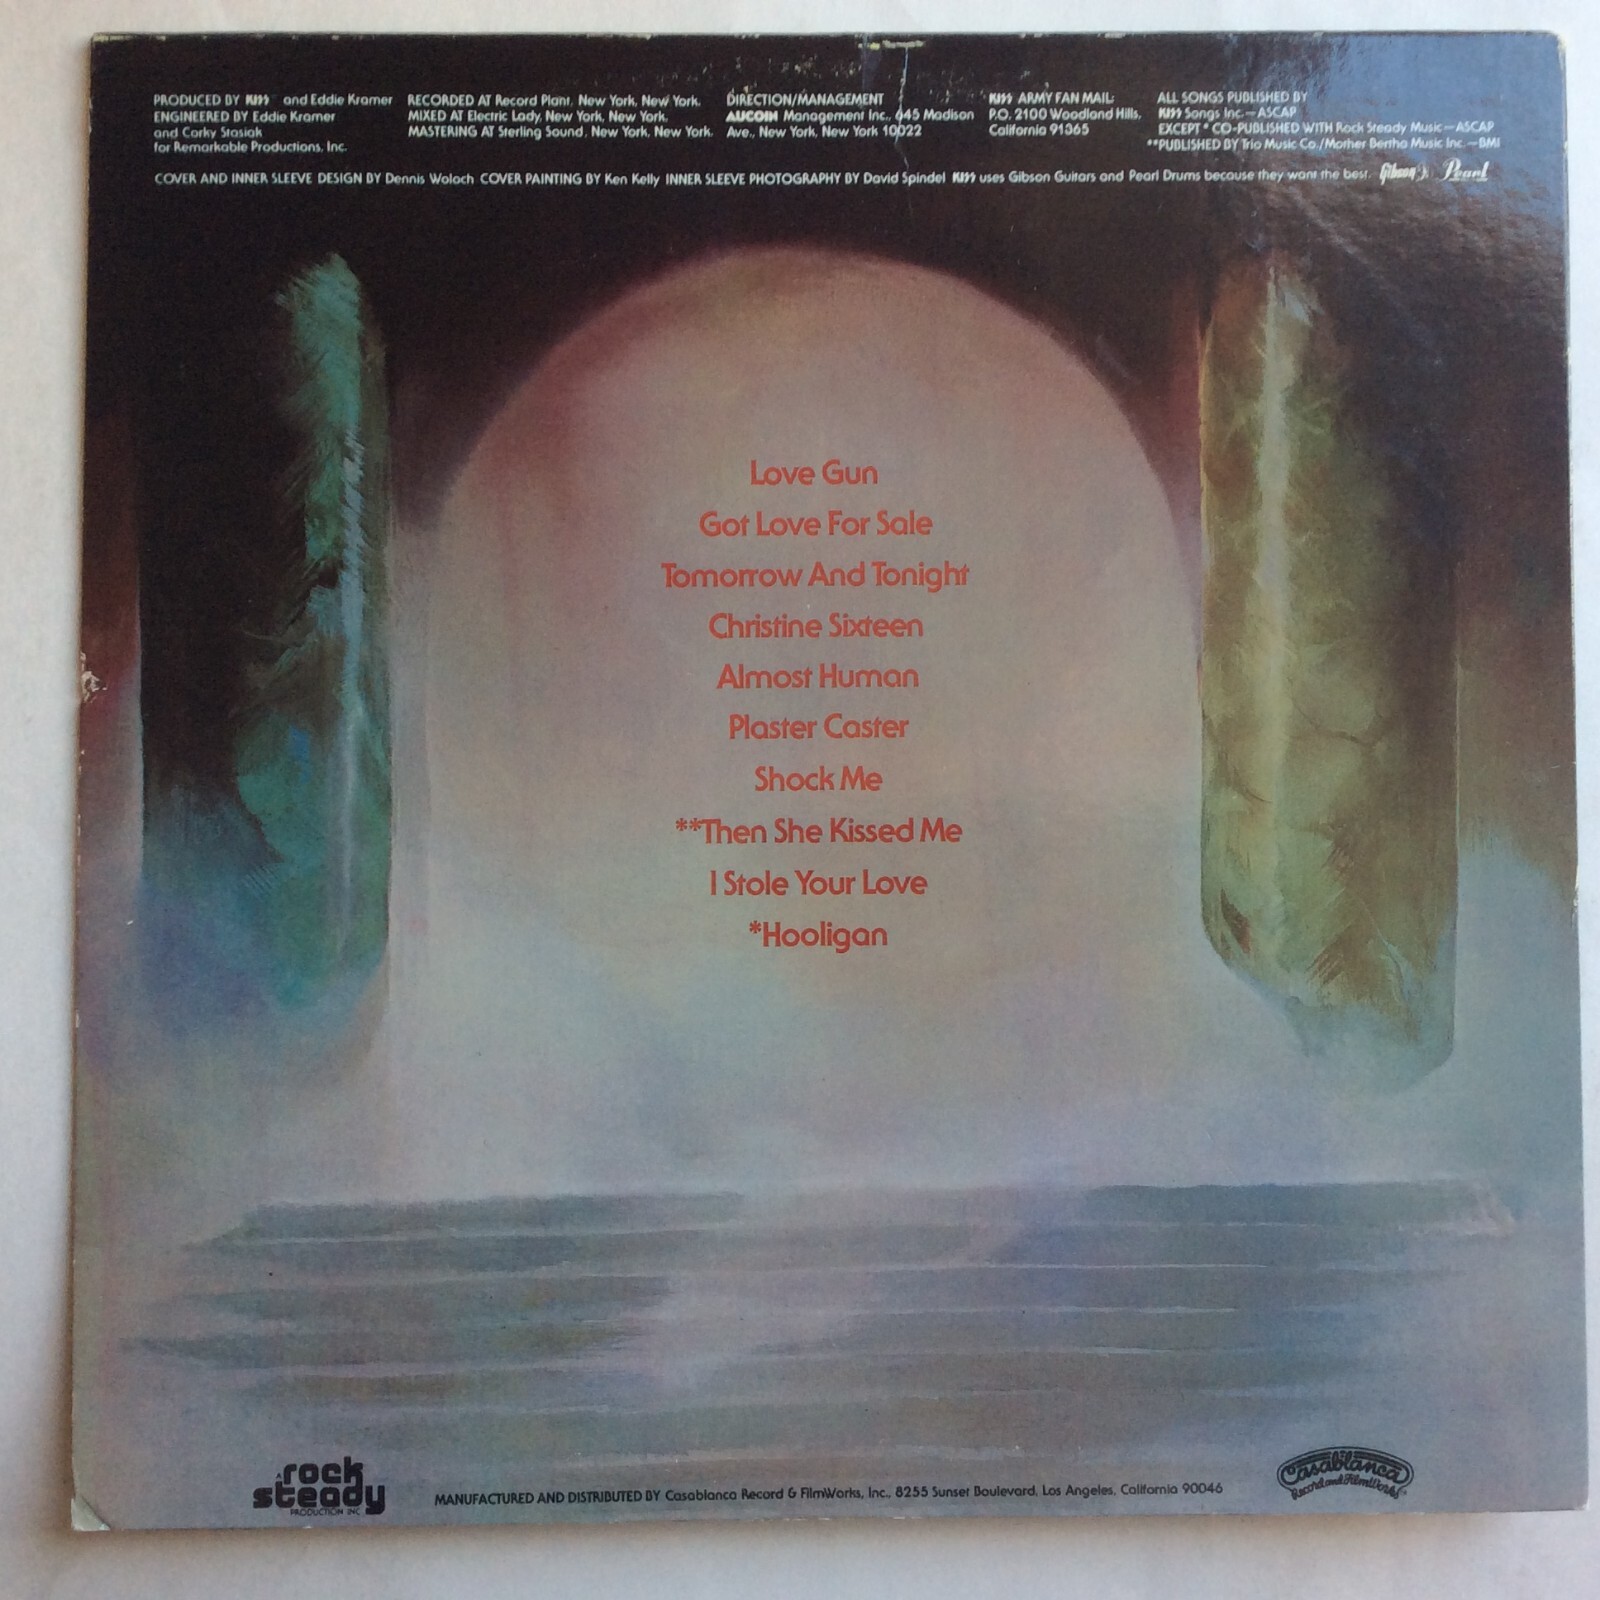 PRODUCED BY KISS and Eddie Kramer
ENGINEERED BY Eddie Kramer
and Corky Stasiak
for Remarkable Productions, Inc.
RECORDED AT Record Plant, New York, New York.
MIXED AT Electric Lady, New York, New York.
MASTERING AT Sterling Sound, New York, New York.
DIRECTION/MANAGEMENT
AUCOIN Management Inc., 645 Madison
Ave., New York, New York 10022
KISS ARMY FAN MAIL:
P.O. 2100 Woodland Hills,
California 91365
ALL SONGS PUBLISHED BY
KISS Songs Inc.—ASCAP
EXCEPT * CO-PUBLISHED WITH Rock Steady Music—ASCAP
**PUBLISHED BY Trio Music Co./Mother Bertha Music Inc.—BMI
COVER AND INNER SLEEVE DESIGN BY Dennis Woloch COVER PAINTING BY Ken Kelly INNER SLEEVE PHOTOGRAPHY BY David Spindel KISS uses Gibson Guitars and Pearl Drums because they want the best. Gibson Pearl
Love Gun
Got Love For Sale
Tomorrow And Tonight
Christine Sixteen
Almost Human
Plaster Caster
Shock Me
**Then She Kissed Me
I Stole Your Love
*Hooligan
A rock
steady
PRODUCTION INC
MANUFACTURED AND DISTRIBUTED BY Casablanca Record & FilmWorks, Inc., 8255 Sunset Boulevard, Los Angeles, California 90046
Casablanca
Record and FilmWorks